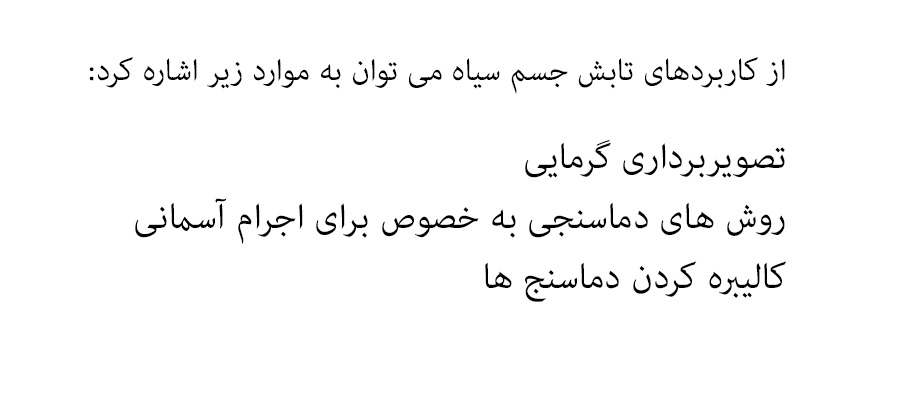 از کاربردهای تابش جسم سیاه می توان به موارد زیر اشاره کرد:
تصویربرداری گرمایی
روش های دماسنجی به خصوص برای اجرام آسمانی
کالیبره کردن دماسنج ها